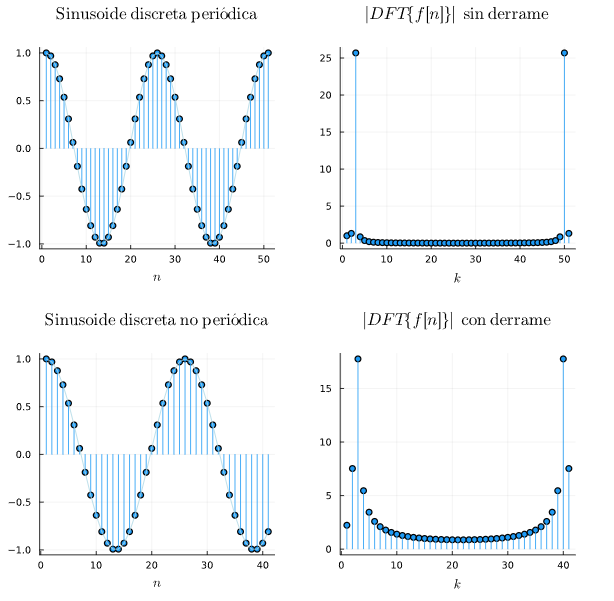 Sinusoide discreta periódica
|DFT{f[n]}| sin derrame
1.0
0.5
0.0
−0.5
−1.0
0 10 20 30 40 50
n
25
20
15
10
5
0
0 10 20 30 40 50
k
Sinusoide discreta no periódica
|DFT{f[n]}| con derrame
1.0
0.5
0.0
−0.5
−1.0
0 10 20 30 40
n
15
10
5
0
0 10 20 30 40
k